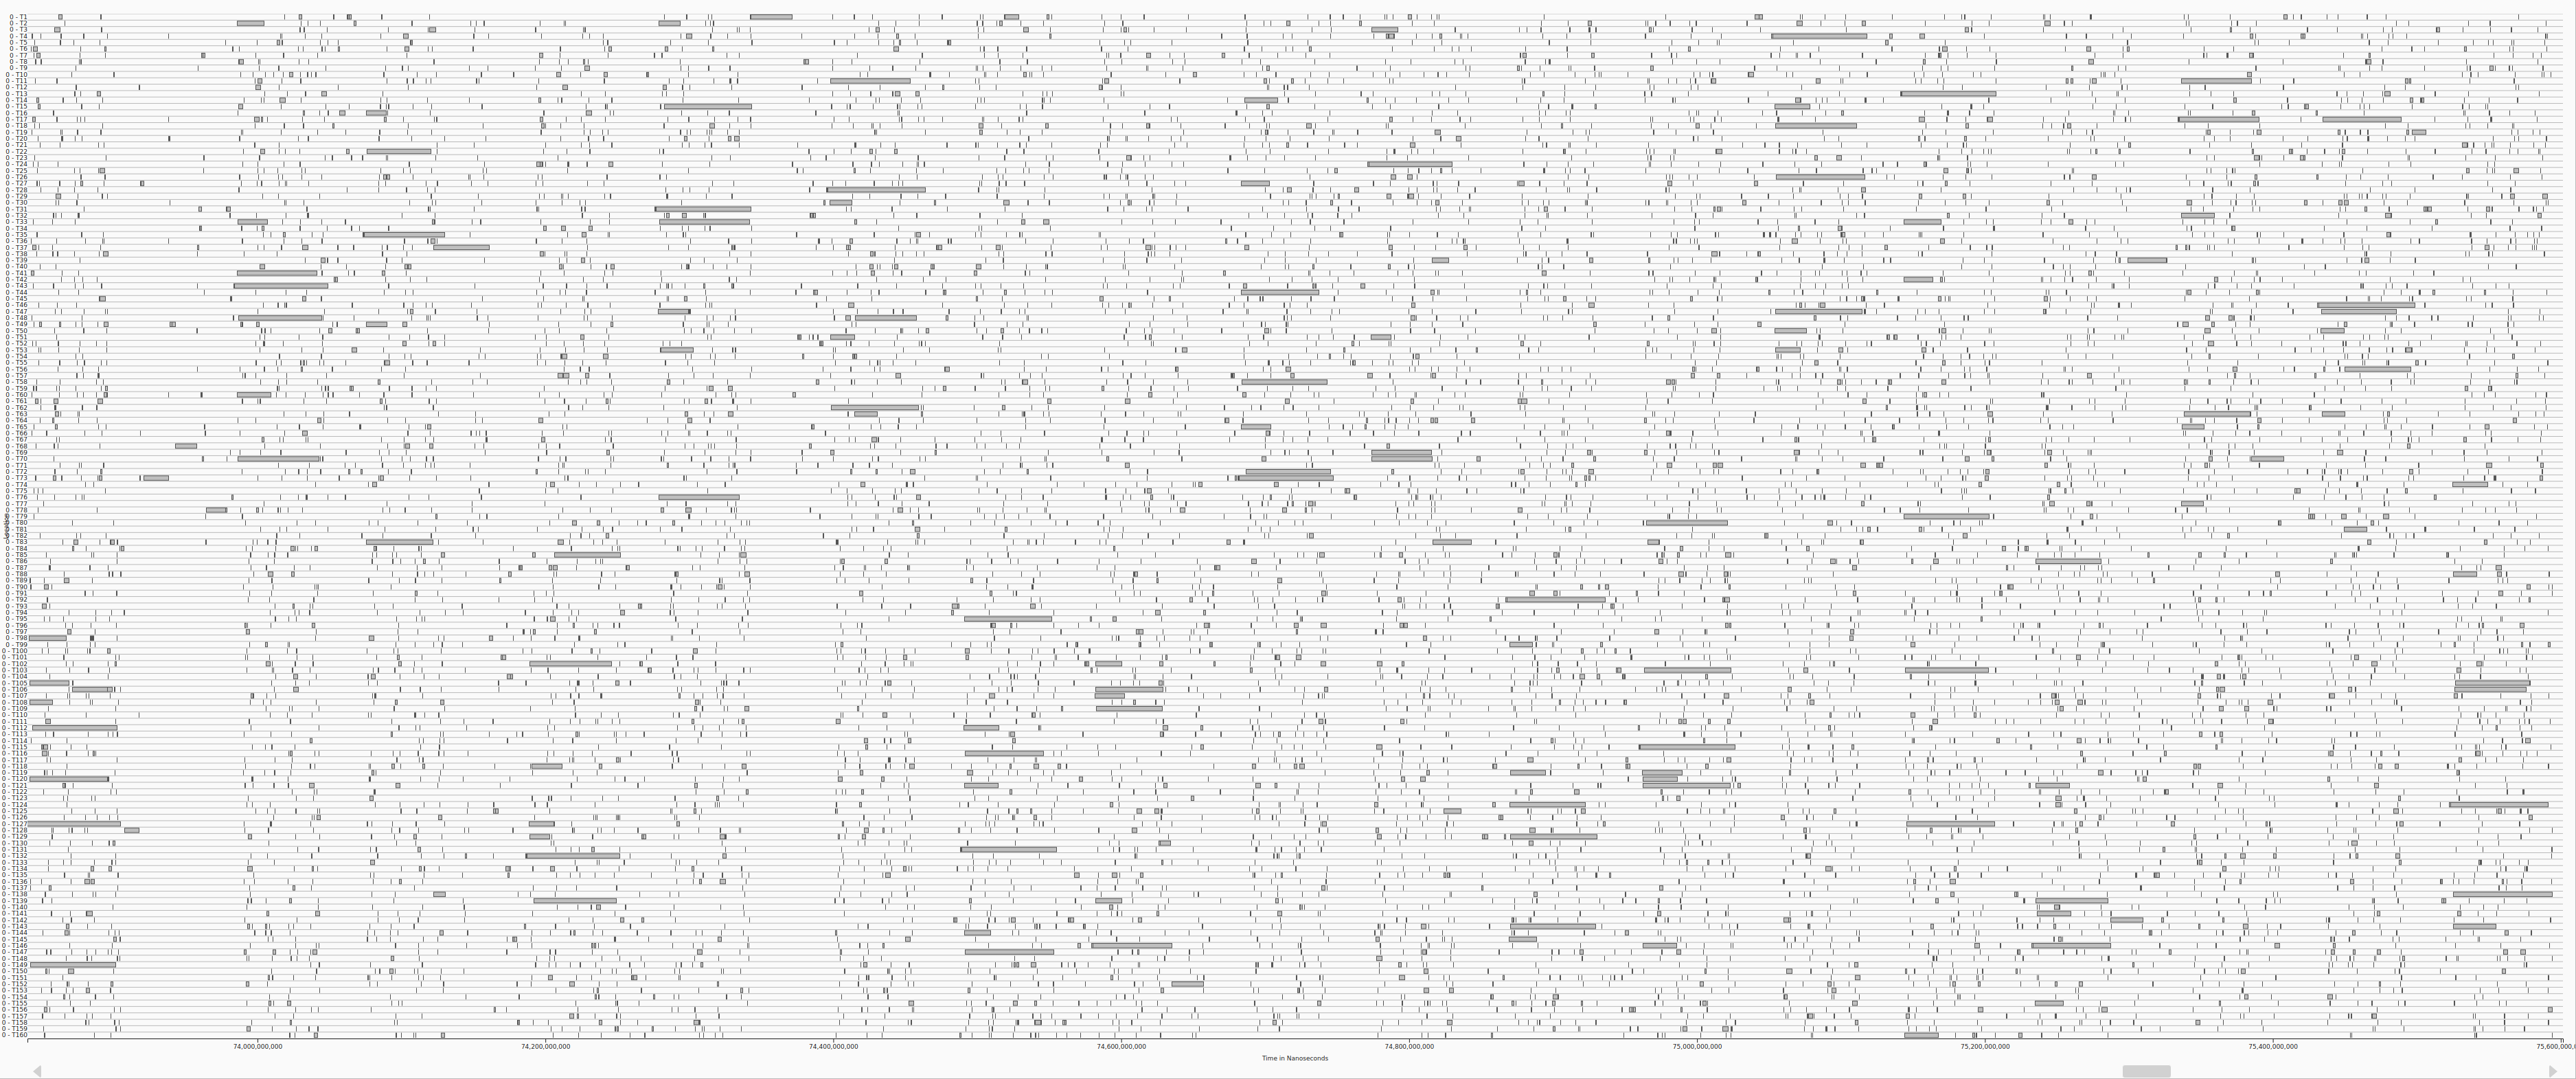 0 - T1
0 - T2
0 - T3
0 - T4
0 - T5
0 - T6
0 - T7
0 - T8
0 - T9
0 - T10
0 - T11
0 - T12
0 - T13
0 - T14
0 - T15
0 - T16
0 - T17
0 - T18
0 - T19
0 - T20
0 - T21
0 - T22
0 - T23
0 - T24
0 - T25
0 - T26
0 - T27
0 - T28
0 - T29
0 - T30
0 - T31
0 - T32
0 - T33
0 - T34
0 - T35
0 - T36
0 - T37
0 - T38
0 - T39
0 - T40
0 - T41
0 - T42
0 - T43
0 - T44
0 - T45
0 - T46
0 - T47
0 - T48
0 - T49
0 - T50
0 - T51
0 - T52
0 - T53
0 - T54
0 - T55
0 - T56
0 - T57
0 - T58
0 - T59
0 - T60
0 - T61
0 - T62
0 - T63
0 - T64
0 - T65
0 - T66
0 - T67
0 - T68
0 - T69
0 - T70
0 - T71
0 - T72
0 - T73
0 - T74
0 - T75
0 - T76
0 - T77
0 - T78
0 - T79
0 - T80
0 - T81
0 - T82
0 - T83
0 - T84
0 - T85
0 - T86
0 - T87
0 - T88
0 - T89
0 - T90
0 - T91
0 - T92
0 - T93
0 - T94
0 - T95
0 - T96
0 - T97
0 - T98
0 - T99
0 - T100
0 - T101
0 - T102
0 - T103
0 - T104
0 - T105
0 - T106
0 - T107
0 - T108
0 - T109
0 - T110
0 - T111
0 - T112
0 - T113
0 - T114
0 - T115
0 - T116
0 - T117
0 - T118
0 - T119
0 - T120
0 - T121
0 - T122
0 - T123
0 - T124
0 - T125
0 - T126
0 - T127
0 - T128
0 - T129
0 - T130
0 - T131
0 - T132
0 - T133
0 - T134
0 - T135
0 - T136
0 - T137
0 - T138
0 - T139
0 - T140
0 - T141
0 - T142
0 - T143
0 - T144
0 - T145
0 - T146
0 - T147
0 - T148
0 - T149
0 - T150
0 - T151
0 - T152
0 - T153
0 - T154
0 - T155
0 - T156
0 - T157
0 - T158
0 - T159
0 - T160
74,000,000,000 74,200,000,000 74,400,000,000 74,600,000,000 74,800,000,000 75,000,000,000 75,200,000,000 75,400,000,000 75,600,000,0
Time in Nanoseconds